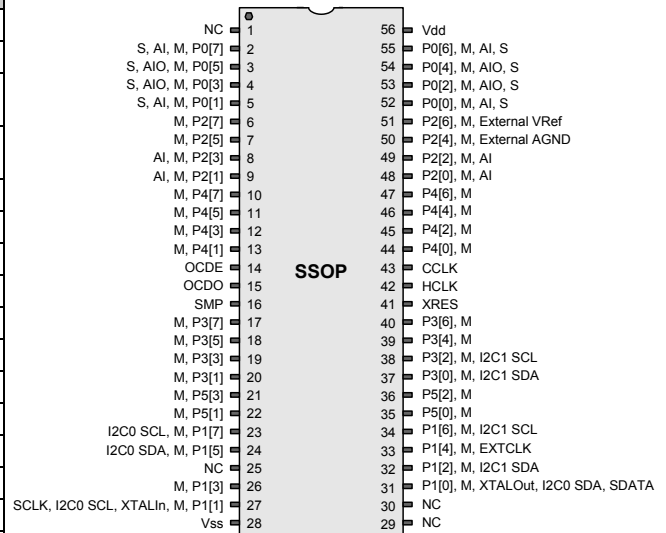 NC 1 56 Vdd
S, AI, M, P0[7] 2 55 P0[6], M, AI, S
S, AIO, M, P0[5] 3 54 P0[4], M, AIO, S
S, AIO, M, P0[3] 4 53 P0[2], M, AIO, S
S, AI, M, P0[1] 5 52 P0[0], M, AI, S
M, P2[7] 6 51 P2[6], M, External VRef
M, P2[5] 7 50 P2[4], M, External AGND
AI, M, P2[3] 8 49 P2[2], M, AI
AI, M, P2[1] 9 48 P2[0], M, AI
M, P4[7] 10 47 P4[6], M
M, P4[5] 11 46 P4[4], M
M, P4[3] 12 45 P4[2], M
M, P4[1] 13 44 P4[0], M
OCDE 14 SSOP 43 CCLK
OCDO 15 42 HCLK
SMP 16 41 XRES
M, P3[7] 17 40 P3[6], M
M, P3[5] 18 39 P3[4], M
M, P3[3] 19 38 P3[2], M, I2C1 SCL
M, P3[1] 20 37 P3[0], M, I2C1 SDA
M, P5[3] 21 36 P5[2], M
M, P5[1] 22 35 P5[0], M
I2C0 SCL, M, P1[7] 23 34 P1[6], M, I2C1 SCL
I2C0 SDA, M, P1[5] 24 33 P1[4], M, EXTCLK
NC 25 32 P1[2], M, I2C1 SDA
M, P1[3] 26 31 P1[0], M, XTALOut, I2C0 SDA, SDATA
SCLK, I2C0 SCL, XTALIn, M, P1[1] 27 30 NC
Vss 28 29 NC